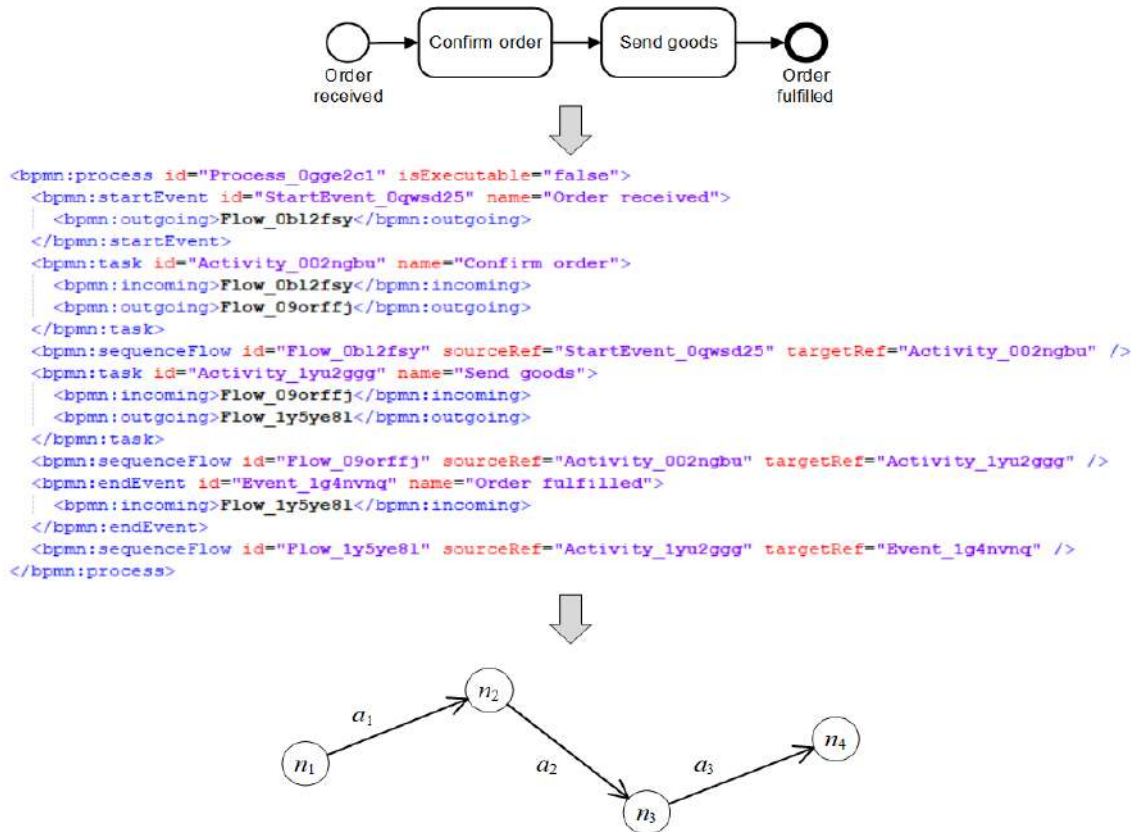 Confirm order
Send goods
Order
received
Order
fulfilled
<bpmn:process id="Process_0gge2c1" isExecutable="false">
<bpmn:startEvent id="StartEvent_0qwsd25" name="Order received">
<bpmn:outgoing>Flow_0bl2fsy</bpmn:outgoing>
</bpmn:startEvent>
<bpmn:task id="Activity_002ngbu" name="Confirm order">
<bpmn:incoming>Flow_0bl2fsy</bpmn:incoming>
<bpmn:outgoing>Flow_09orffj</bpmn:outgoing>
</bpmn:task>
<bpmn:sequenceFlow id="Flow_0bl2fsy" sourceRef="StartEvent_0qwsd25" targetRef="Activity_002ngbu" />
<bpmn:task id="Activity_1yu2ggg" name="Send goods">
<bpmn:incoming>Flow_09orffj</bpmn:incoming>
<bpmn:outgoing>Flow_1y5ye8l</bpmn:outgoing>
</bpmn:task>
<bpmn:sequenceFlow id="Flow_09orffj" sourceRef="Activity_002ngbu" targetRef="Activity_1yu2ggg" />
<bpmn:endEvent id="Event_1g4nvnq" name="Order fulfilled">
<bpmn:incoming>Flow_1y5ye8l</bpmn:incoming>
</bpmn:endEvent>
<bpmn:sequenceFlow id="Flow_1y5ye8l" sourceRef="Activity_1yu2ggg" targetRef="Event_1g4nvnq" />
</bpmn:process>
n2
a1
n4
n1
a2
a3
n3